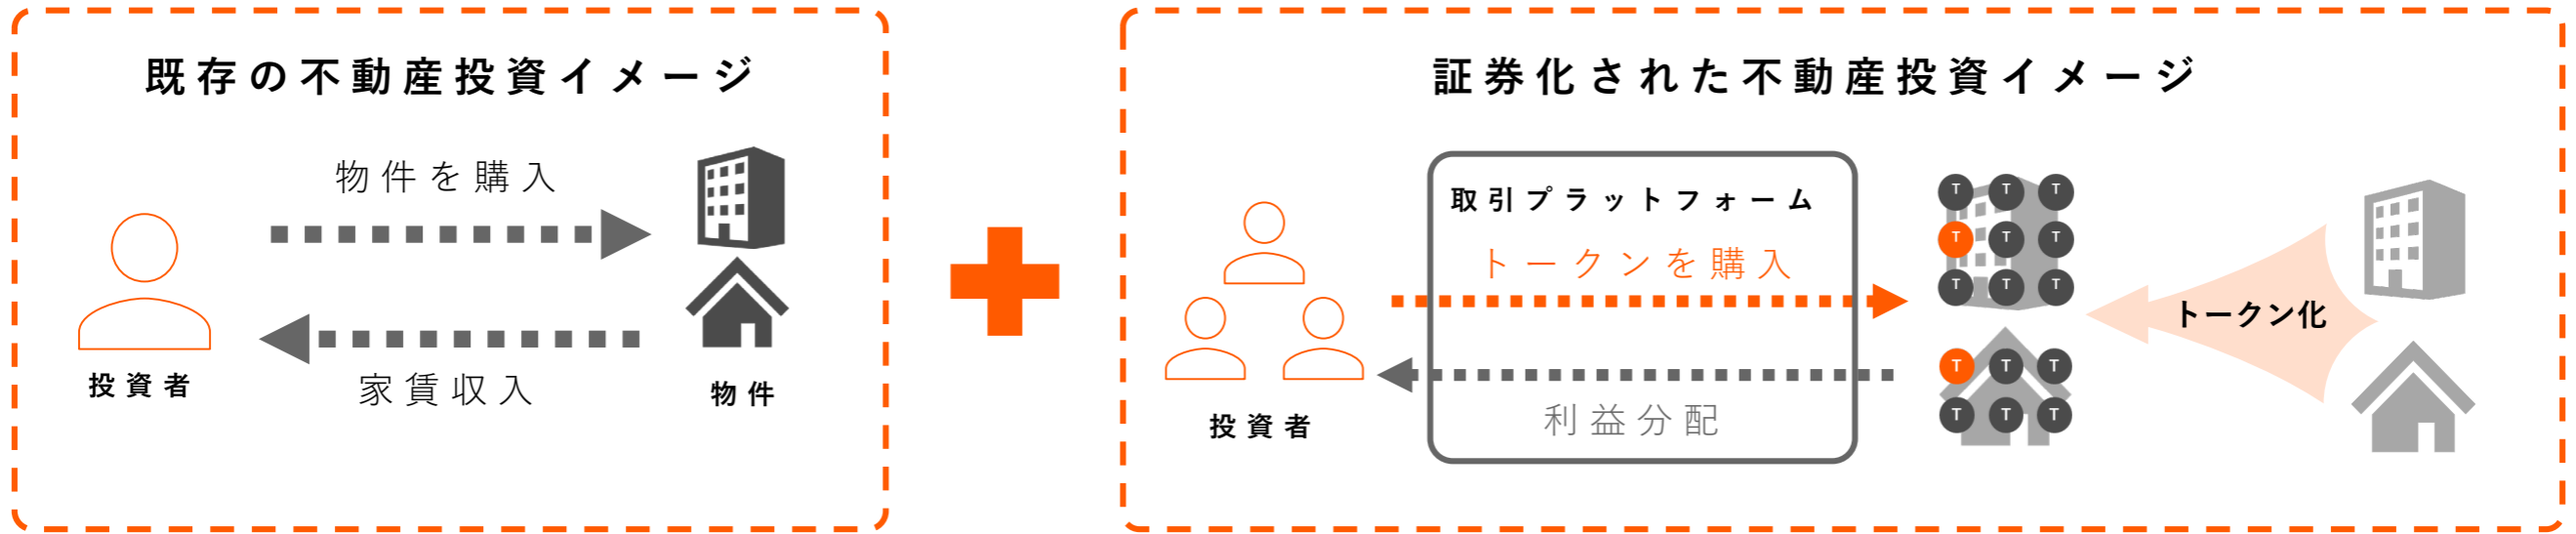 既存の不動産投資イメージ
物件を購入
投資者
家賃収入
物件
証券化された不動産投資イメージ
取引プラットフォーム
トークンを購入
利益分配
投資者
T T T
T T T
T T T
T T T
T T T
トークン化